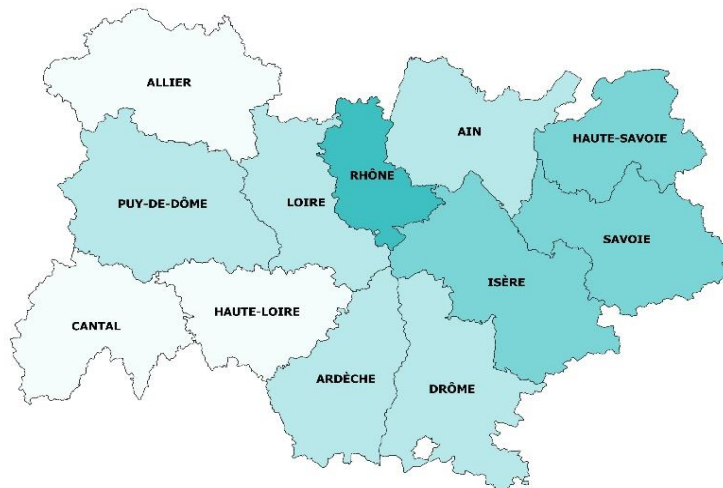 ALLIER
AIN
HAUTE-SAVOIE
RHÔNE
PUY-DE-DÔME
LOIRE
SAVOIE
ISÈRE
HAUTE-LOIRE
CANTAL
ARDÈCHE
DRÔME